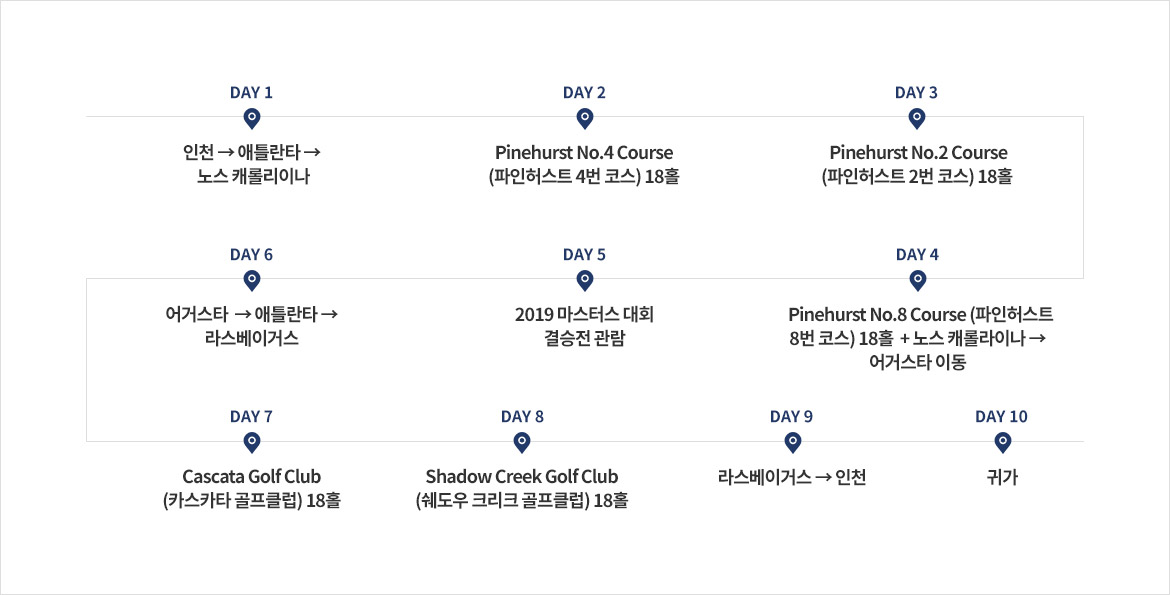 DAY 1
인천 → 애틀란타 →
노스 캐롤리이나
DAY 2
Pinehurst No.4 Course
(파인허스트 4번 코스) 18홀
DAY 3
Pinehurst No.2 Course
(파인허스트 2번 코스) 18홀
DAY 4
Pinehurst No.8 Course (파인허스트
8번 코스) 18홀 + 노스 캐롤라이나 →
어거스타 이동
DAY 5
2019 마스터스 대회
결승전 관람
DAY 6
어거스타 → 애틀란타 →
라스베이거스
DAY 7
Cascata Golf Club
(카스카타 골프클럽) 18홀
DAY 8
Shadow Creek Golf Club
(쉐도우 크리크 골프클럽) 18홀
DAY 9
라스베이거스 → 인천
DAY 10
귀가